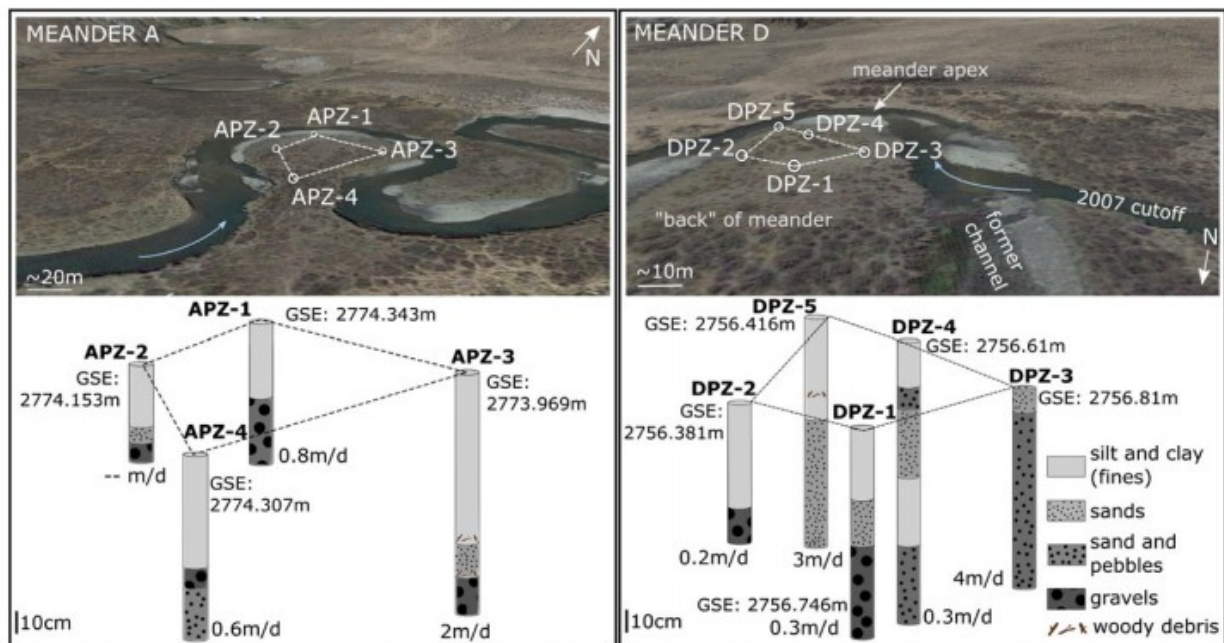 MEANDER A
N
APZ-1
APZ-2
APZ-3
APZ-4
~20m
MEANDER D
meander apex
DPZ-5
DPZ-4
DPZ-2
DPZ-3
DPZ-1
"back" of meander
2007 cutoff
former
channel
N
~10m
APZ-1
GSE: 2774.343m
APZ-2
GSE:
2774.153m
APZ-3
GSE:
2773.969m
APZ-4
GSE:
2774.307m
-- m/d
0.8m/d
0.6m/d
2m/d
10cm
DPZ-5
GSE: 2756.416m
DPZ-4
GSE: 2756.61m
DPZ-2
GSE:
2756.381m
DPZ-1
DPZ-3
GSE: 2756.81m
0.2m/d
3m/d
4m/d
GSE: 2756.746m
0.3m/d
0.3m/d
10cm
silt and clay
(fines)
sands
sand and
pebbles
gravels
woody debris